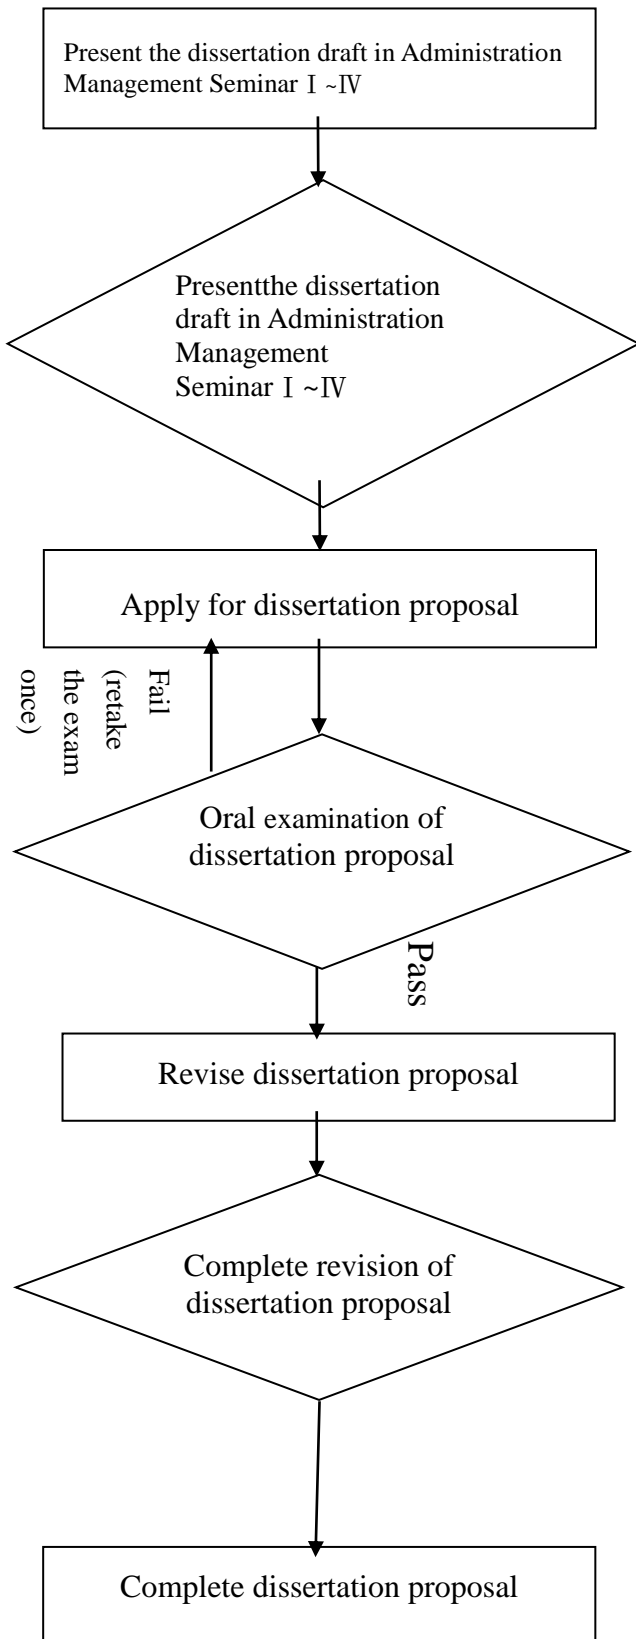 Present the dissertation draft in Administration
Management Seminar Ⅰ ~Ⅳ
Presentthe dissertation
draft in Administration
Management
Seminar Ⅰ ~Ⅳ
Apply for dissertation proposal
Fail
(retake
the exam
once)
Oral examination of
dissertation proposal
Pass
Revise dissertation proposal
Complete revision of
dissertation proposal
Complete dissertation proposal